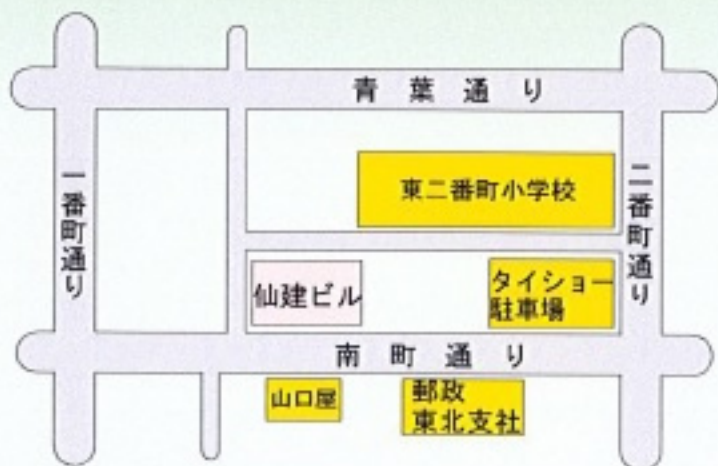 青葉通り
東二番町小学校
一番町通り
二番町通り
仙建ビル
タイショー
駐車場
南町通り
山口屋
郵政
東北支社